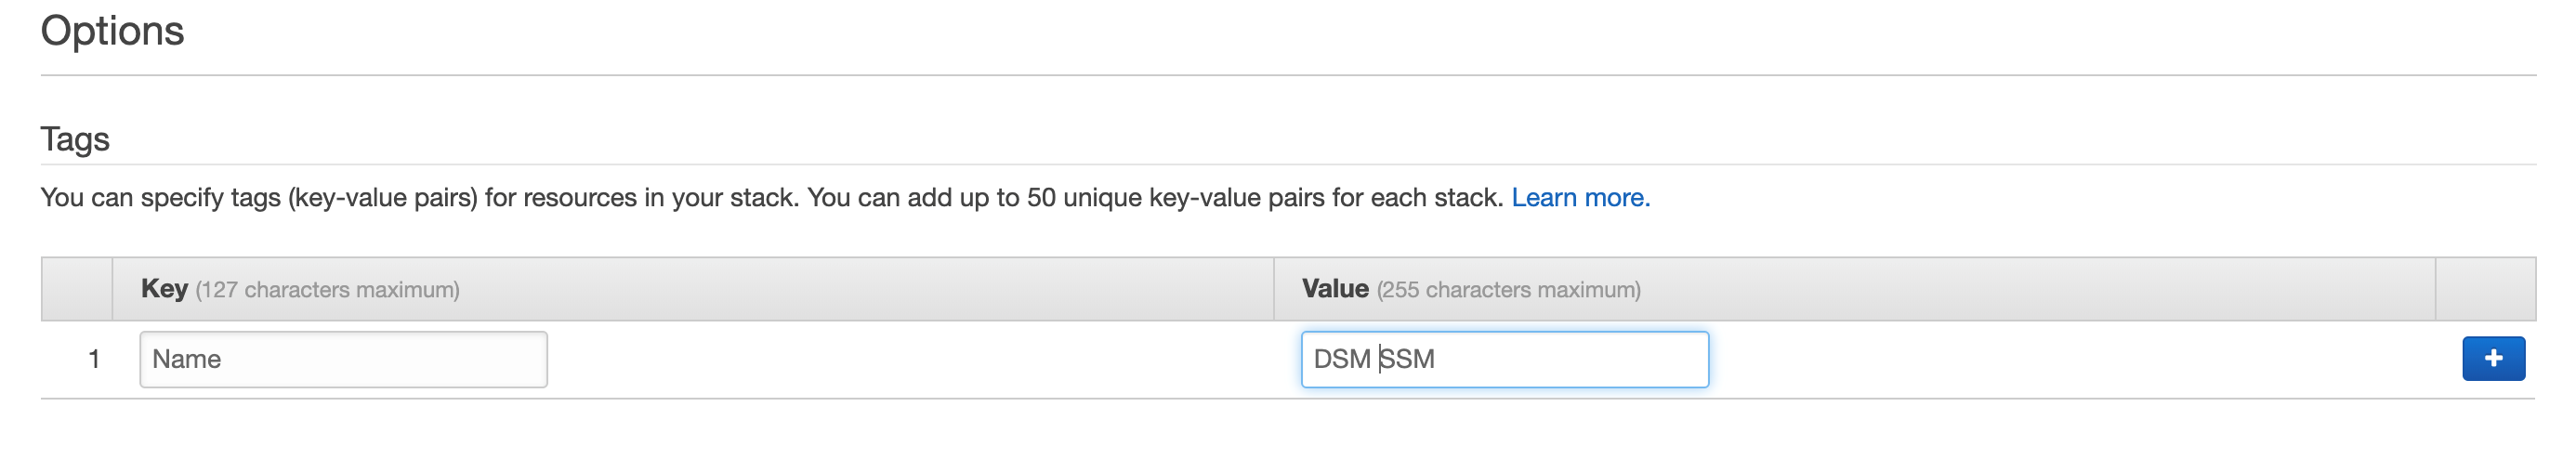 Options
Tags
You can specify tags (key-value pairs) for resources in your stack. You can add up to 50 unique key-value pairs for each stack. Learn more.
Key (127 characters maximum) Value (255 characters maximum)
1 Name DSM SSM +